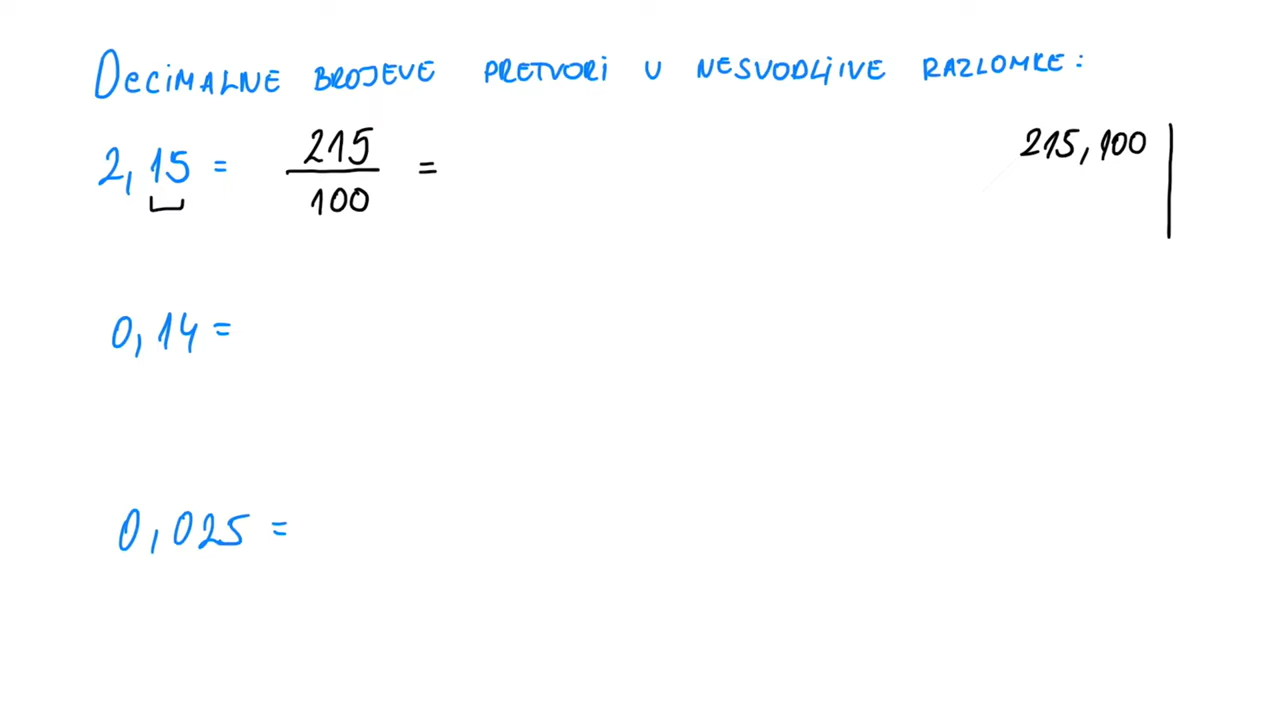 DECIMALNE BROJEVE PRETVORI U NESVODLJIVE RAZLOMKE:
2,15 = 215/100 =
215, 100
0,14 =
0,025 =